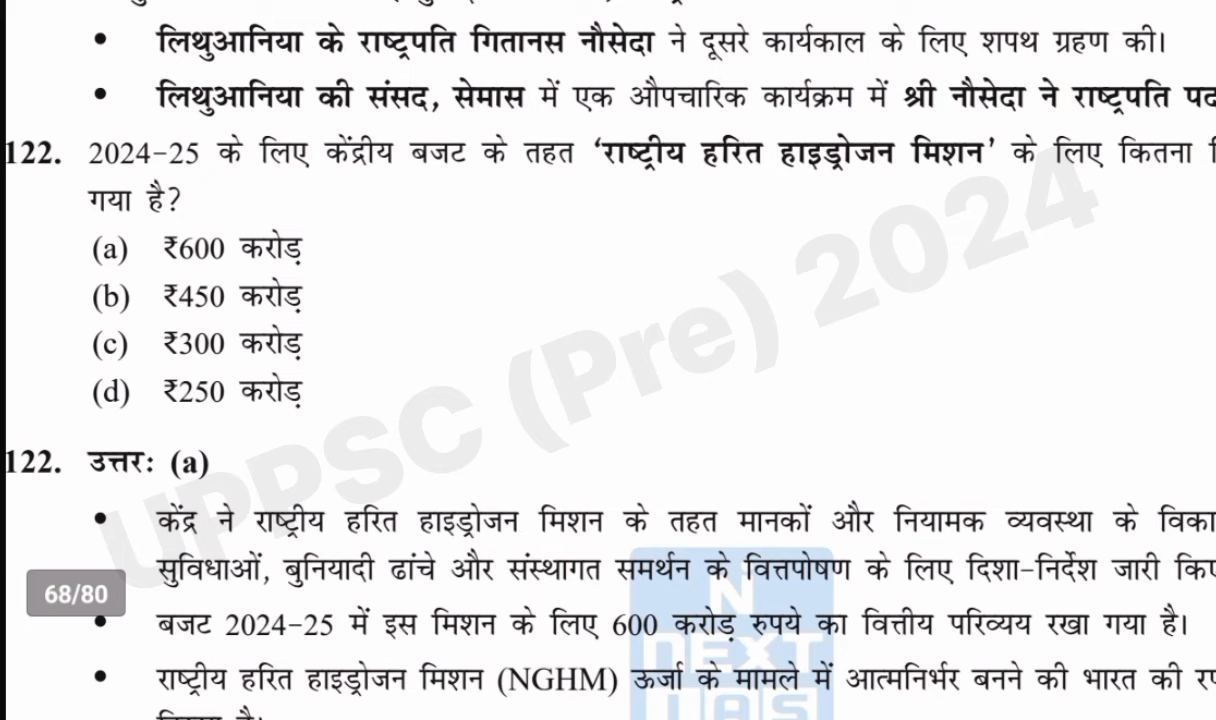 • लिथुआनिया के राष्ट्रपति गितानस नौसेदा ने दूसरे कार्यकाल के लिए शपथ ग्रहण की।
• लिथुआनिया की संसद, सेमास में एक औपचारिक कार्यक्रम में श्री नौसेदा ने राष्ट्रपति पद
122. 2024-25 के लिए केंद्रीय बजट के तहत ‘राष्ट्रीय हरित हाइड्रोजन मिशन’ के लिए कितना
गया है?
(a) ₹600 करोड़
(b) ₹450 करोड़
(c) ₹300 करोड़
(d) ₹250 करोड़
UPPSC (Pre) 2024
122. उत्तरः (a)
• केंद्र ने राष्ट्रीय हरित हाइड्रोजन मिशन के तहत मानकों और नियामक व्यवस्था के
सुविधाओं, बुनियादी ढांचे और संस्थागत समर्थन के वित्तपोषण के लिए दिशा-निर्देश जारी
68/80
• बजट 2024-25 में इस मिशन के लिए 600 करोड़ रुपये का वित्तीय परिव्यय रखा गया है।
• राष्ट्रीय हरित हाइड्रोजन मिशन (NGHM) ऊर्जा के मामले में आत्मनिर्भर बनने की भारत की
N
NEXT
IAS